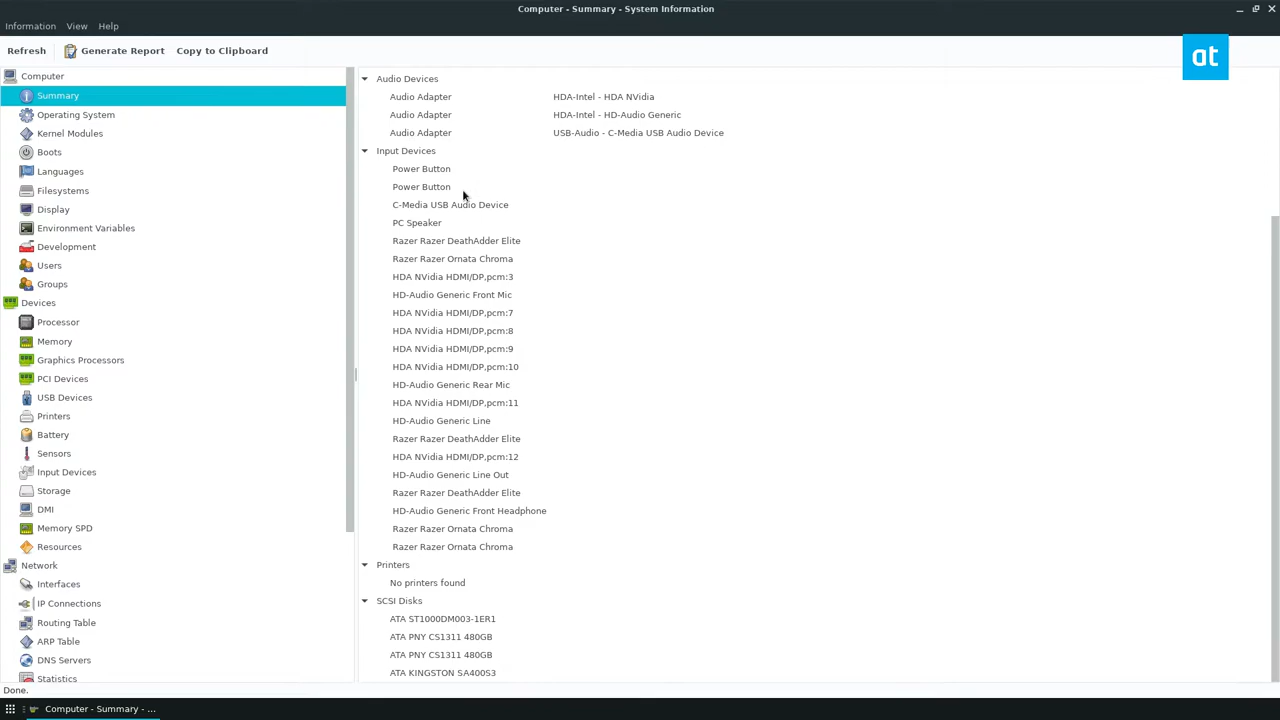 Computer - Summary - System Information
Information View Help
Refresh Generate Report Copy to Clipboard
at
Computer
Summary
Operating System
Kernel Modules
Boots
Languages
Filesystems
Display
Environment Variables
Development
Users
Groups
Devices
Processor
Memory
Graphics Processors
PCI Devices
USB Devices
Printers
Battery
Sensors
Input Devices
Storage
DMI
Memory SPD
Resources
Network
Interfaces
IP Connections
Routing Table
ARP Table
DNS Servers
Statistics
Audio Devices
Audio Adapter HDA-Intel - HDA NVidia
Audio Adapter HDA-Intel - HD-Audio Generic
Audio Adapter USB-Audio - C-Media USB Audio Device
Input Devices
Power Button
Power Button
C-Media USB Audio Device
PC Speaker
Razer Razer DeathAdder Elite
Razer Razer Ornata Chroma
HDA NVidia HDMI/DP,pcm:3
HD-Audio Generic Front Mic
HDA NVidia HDMI/DP,pcm:7
HDA NVidia HDMI/DP,pcm:8
HDA NVidia HDMI/DP,pcm:9
HDA NVidia HDMI/DP,pcm:10
HD-Audio Generic Rear Mic
HDA NVidia HDMI/DP,pcm:11
HD-Audio Generic Line
Razer Razer DeathAdder Elite
HDA NVidia HDMI/DP,pcm:12
HD-Audio Generic Line Out
Razer Razer DeathAdder Elite
HD-Audio Generic Front Headphone
Razer Razer Ornata Chroma
Razer Razer Ornata Chroma
Printers
No printers found
SCSI Disks
ATA ST1000DM003-1ER1
ATA PNY CS1311 480GB
ATA PNY CS1311 480GB
ATA KINGSTON SA400S3
Done.
Computer - Summary - ...